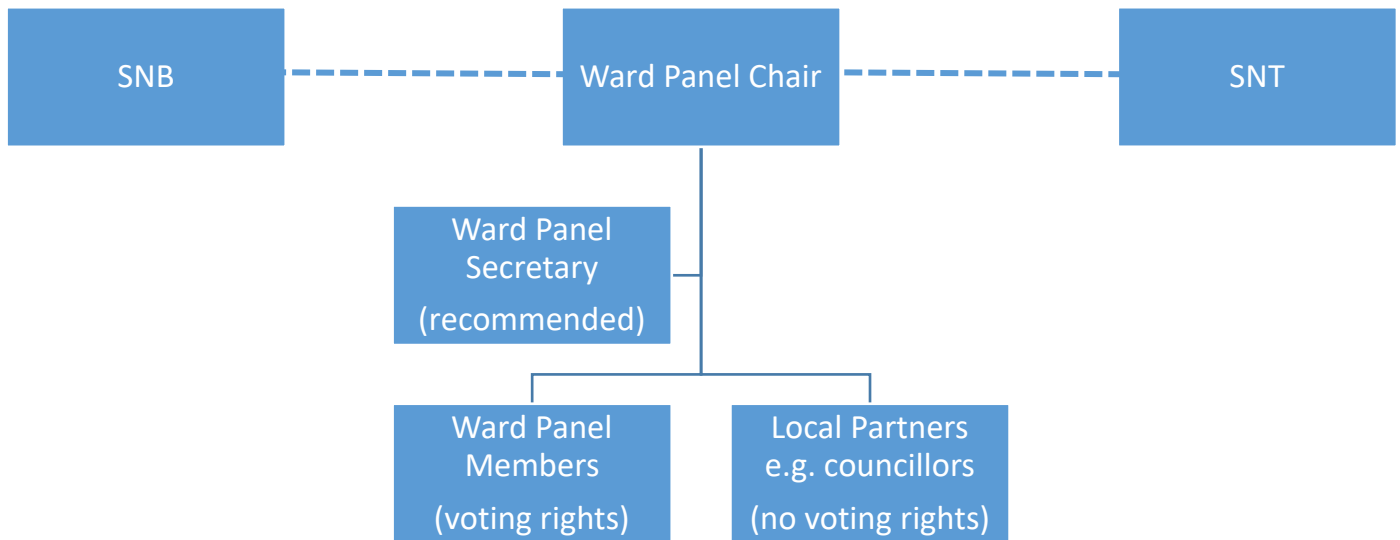 SNB
Ward Panel Chair
SNT
Ward Panel
Secretary
(recommended)
Ward Panel
Members
(voting rights)
Local Partners
e.g. councillors
(no voting rights)